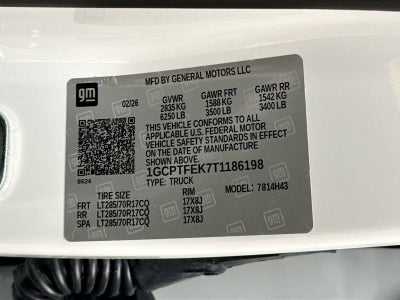 gm
MFD BY GENERAL MOTORS LLC
02/26 GVWR GAWR FRT GAWR RR
2835 KG 1588 KG 1542 KG
6250 LB 3500 LB 3400 LB
THIS VEHICLE CONFORMS TO ALL
APPLICABLE U.S. FEDERAL MOTOR
VEHICLE SAFETY STANDARDS IN EFFECT
ON THE DATE OF MANUFACTURE SHOWN ABOVE.
1GCPTFEK7T1186198
8624 TYPE: TRUCK MODEL: 7814H43
TIRE SIZE RIM
FRT LT285/70R17CQ 17X8J
RR LT285/70R17CQ 17X8J
SPA LT285/70R17CQ 17X8J